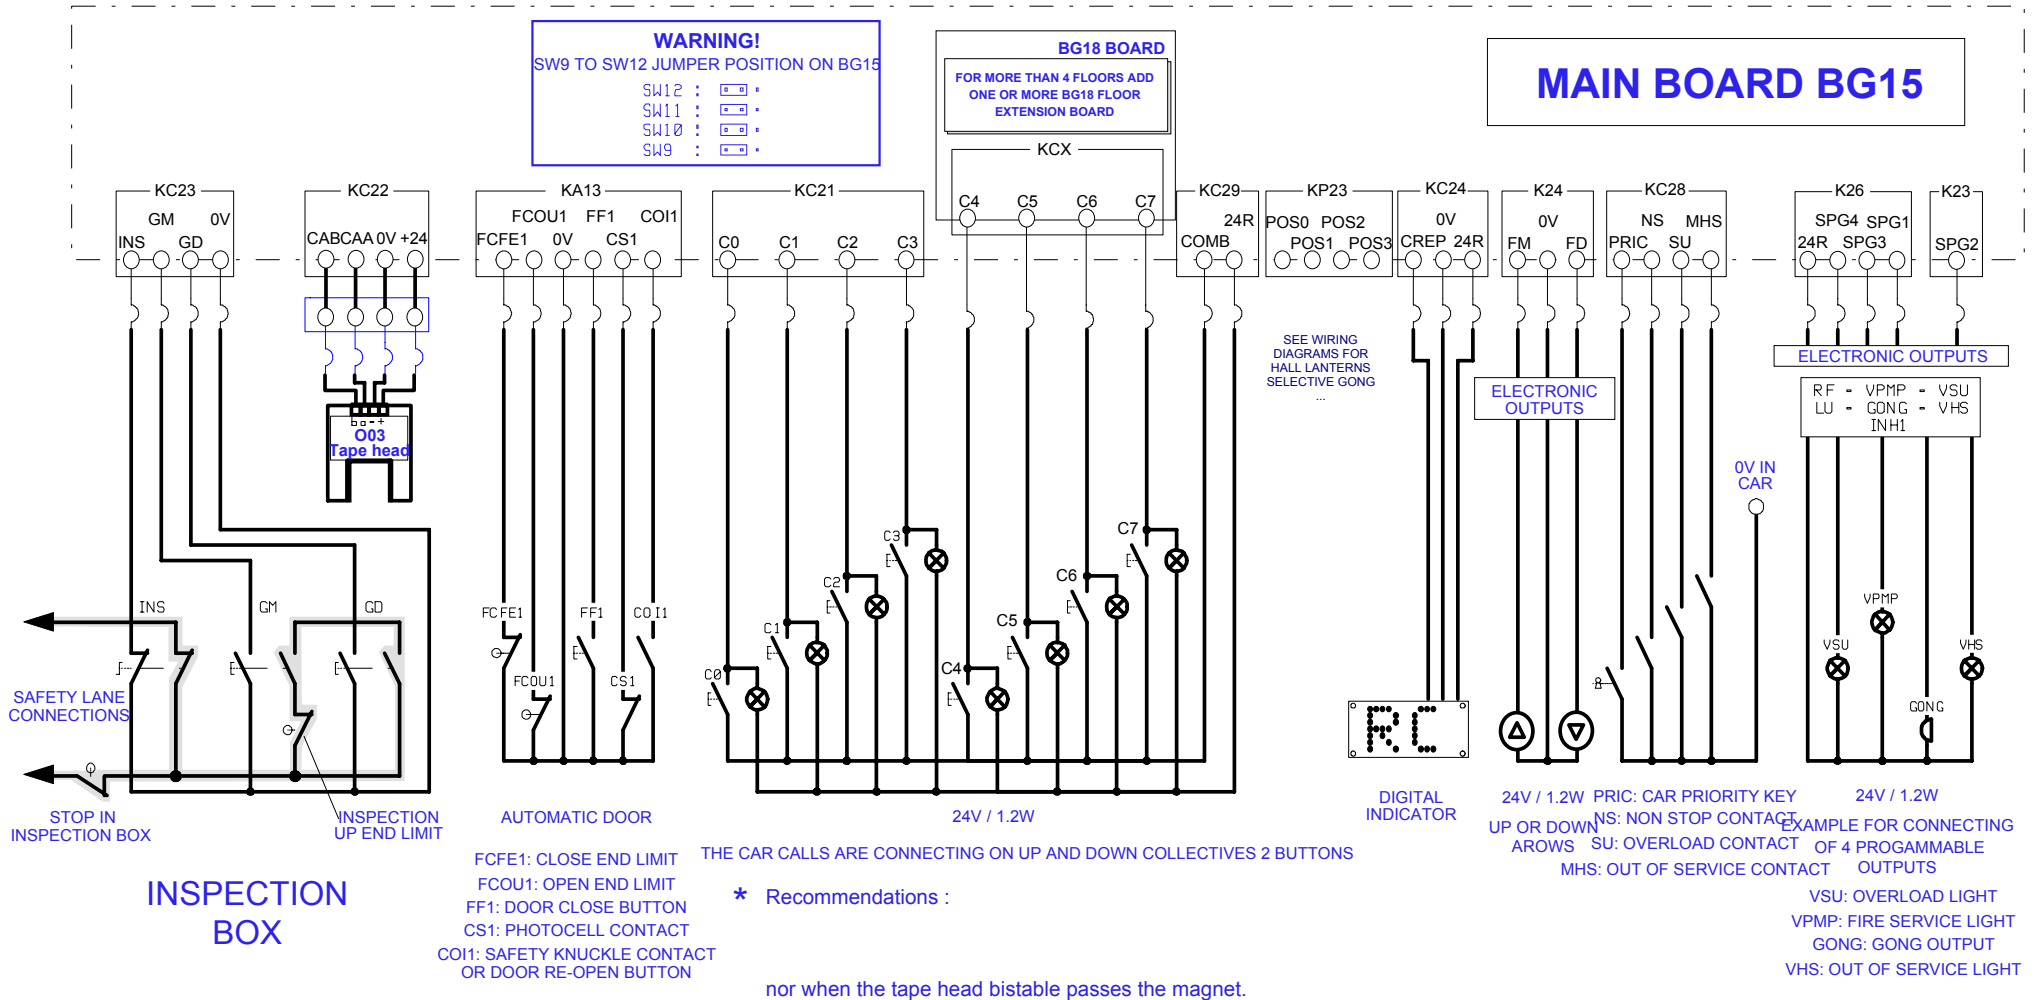 WARNING!
SW9 TO SW12 JUMPER POSITION ON BG15
SW12 :
SW11 :
SW10 :
SW9 :
BG18 BOARD
FOR MORE THAN 4 FLOORS ADD
ONE OR MORE BG18 FLOOR
EXTENSION BOARD
MAIN BOARD BG15
KCX
C4 C5 C6 C7
KC23
GM 0V
INS GD
KC22
CAB CAA 0V +24
KA13
FCOU1 FF1 COI1
FCFE1 0V CS1
KC21
C0 C1 C2 C3
KC29
24R
COMB
KP23
POS0 POS2
POS1 POS3
KC24
0V
CREP 24R
K24
0V
FM FD
KC28
NS MHS
PRIC SU
K26
SPG4 SPG1
24R SPG3
K23
SPG2
O03
Tape head
SEE WIRING
DIAGRAMS FOR
HALL LANTERNS
SELECTIVE GONG
...
ELECTRONIC
OUTPUTS
ELECTRONIC OUTPUTS
RF - VPMP - VSU
LU - GONG - VHS
INH1
0V IN
CAR
INS GM GD
FCFE1 FF1 COI1
FCOU1 CS1
C0
C1
C2
C3
C4
C5
C6
C7
VPMP
VSU VHS
GONG
RC
SAFETY LANE
CONNECTIONS
STOP IN
INSPECTION BOX
INSPECTION
UP END LIMIT
INSPECTION
BOX
AUTOMATIC DOOR
FCFE1: CLOSE END LIMIT
FCOU1: OPEN END LIMIT
FF1: DOOR CLOSE BUTTON
CS1: PHOTOCELL CONTACT
COI1: SAFETY KNUCKLE CONTACT
OR DOOR RE-OPEN BUTTON
24V / 1.2W
THE CAR CALLS ARE CONNECTING ON UP AND DOWN COLLECTIVES 2 BUTTONS
* Recommendations :
nor when the tape head bistable passes the magnet.
DIGITAL
INDICATOR
24V / 1.2W
UP OR DOWN
AROWS
PRIC: CAR PRIORITY KEY
NS: NON STOP CONTACT
SU: OVERLOAD CONTACT
MHS: OUT OF SERVICE CONTACT
24V / 1.2W
EXAMPLE FOR CONNECTING
OF 4 PROGAMMABLE
OUTPUTS
VSU: OVERLOAD LIGHT
VPMP: FIRE SERVICE LIGHT
GONG: GONG OUTPUT
VHS: OUT OF SERVICE LIGHT